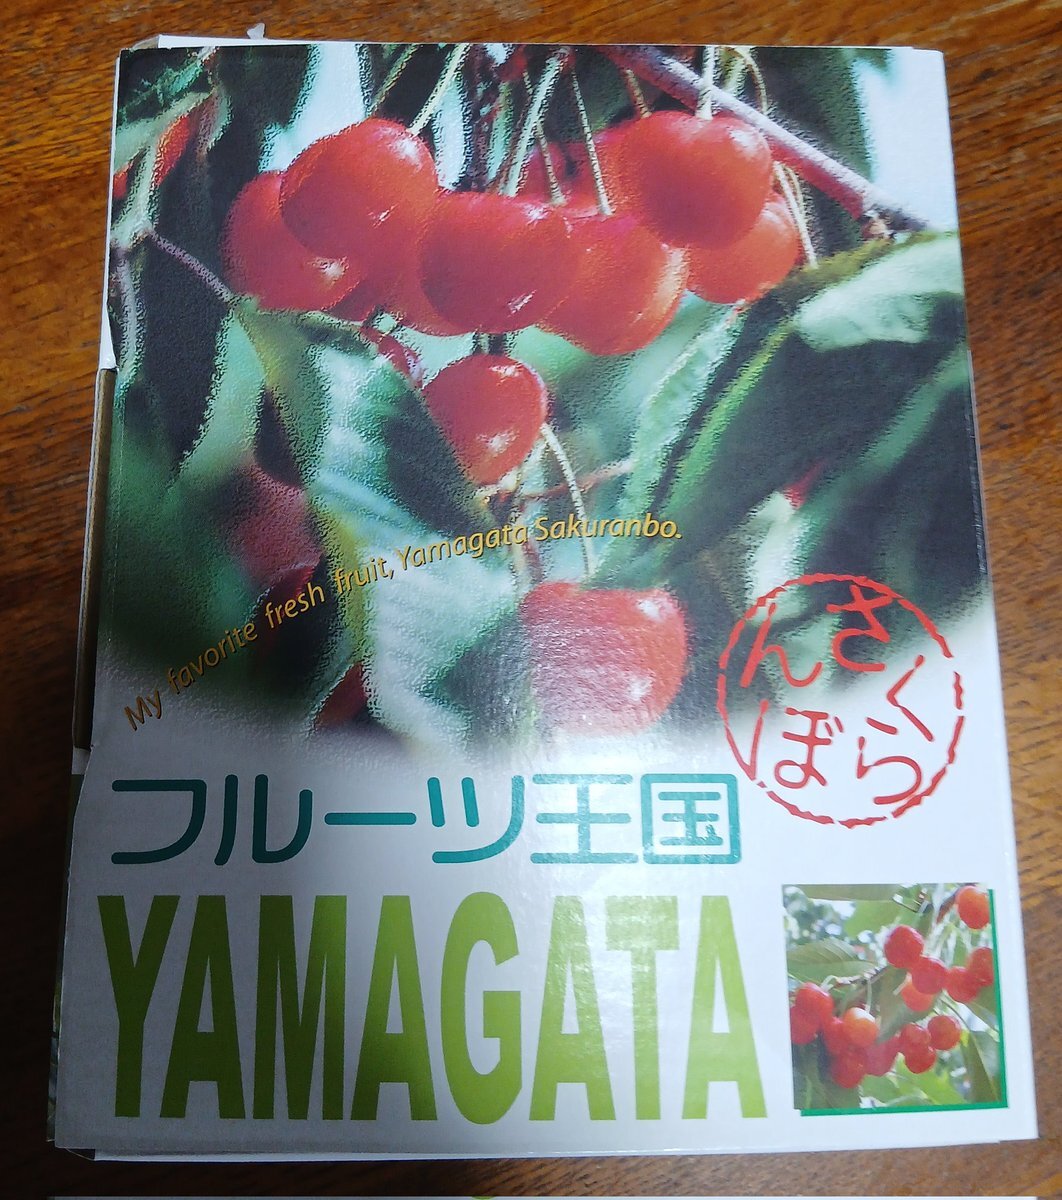 My favorite fresh fruit, Yamagata Sakuranbo.
さくらんぼ
フルーツ王国
YAMAGATA